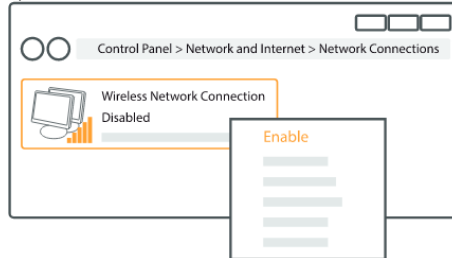 Control Panel > Network and Internet > Network Connections
Wireless Network Connection
Disabled
Enable